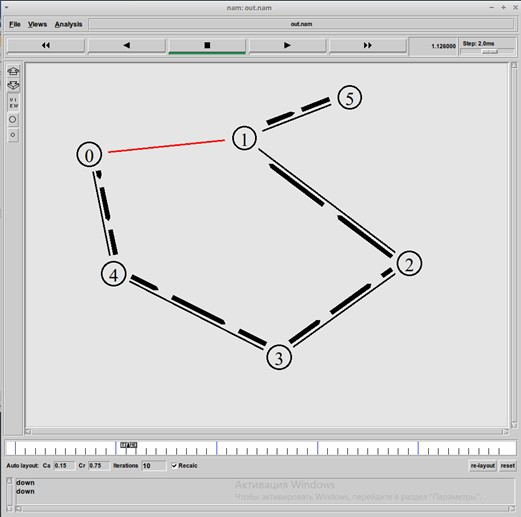 nam: out.nam
File Views Analysis out.nam
1.126000 Step: 2.0ms
VIEW
5
1
0
2
4
3
Auto layout: Ca 0.15 Cr 0.75 Iterations 10 Recalc re-layout reset
down
down
Активация Windows
Чтобы активировать Windows, перейдите в раздел "Параметры".